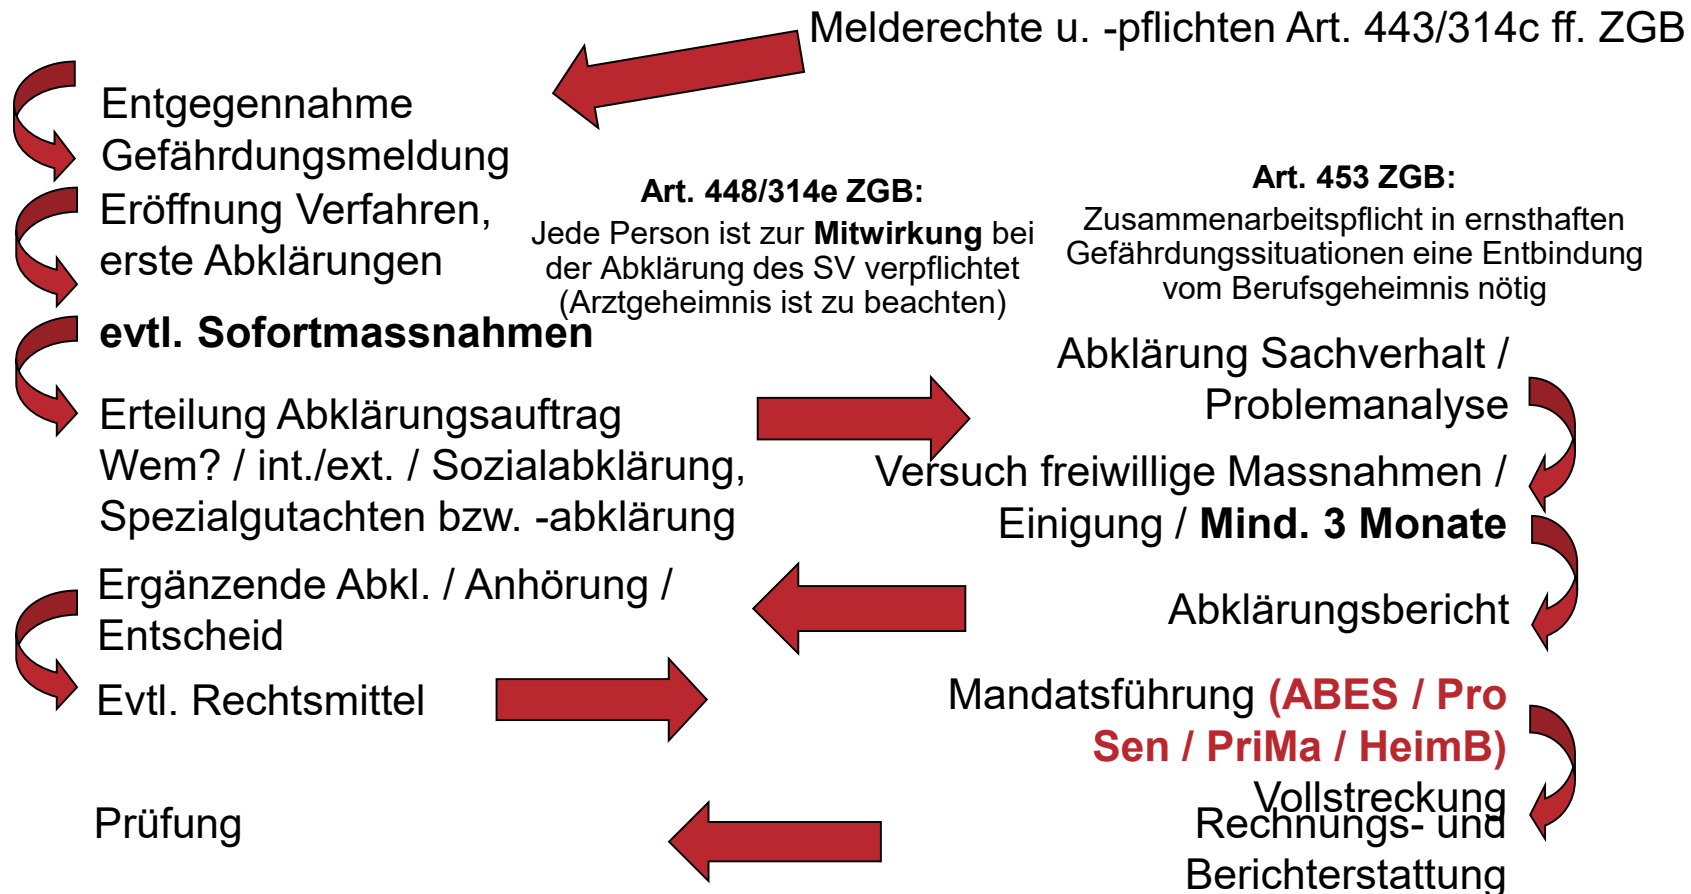 Melderechte u. -pflichten Art. 443/314c ff. ZGB
Entgegennahme
Gefährdungsmeldung
Eröffnung Verfahren,
erste Abklärungen
Art. 448/314e ZGB:
Jede Person ist zur Mitwirkung bei
der Abklärung des SV verpflichtet
(Arztgeheimnis ist zu beachten)
Art. 453 ZGB:
Zusammenarbeitspflicht in ernsthaften
Gefährdungssituationen eine Entbindung
vom Berufsgeheimnis nötig
evtl. Sofortmassnahmen
Erteilung Abklärungsauftrag
Wem? / int./ext. / Sozialabklärung,
Spezialgutachten bzw. -abklärung
Abklärung Sachverhalt /
Problemanalyse
Versuch freiwillige Massnahmen /
Einigung / Mind. 3 Monate
Abklärungsbericht
Ergänzende Abkl. / Anhörung /
Entscheid
Evtl. Rechtsmittel
Mandatsführung (ABES / Pro
Sen / PriMa / HeimB)
Vollstreckung
Rechnungs- und
Berichterstattung
Prüfung